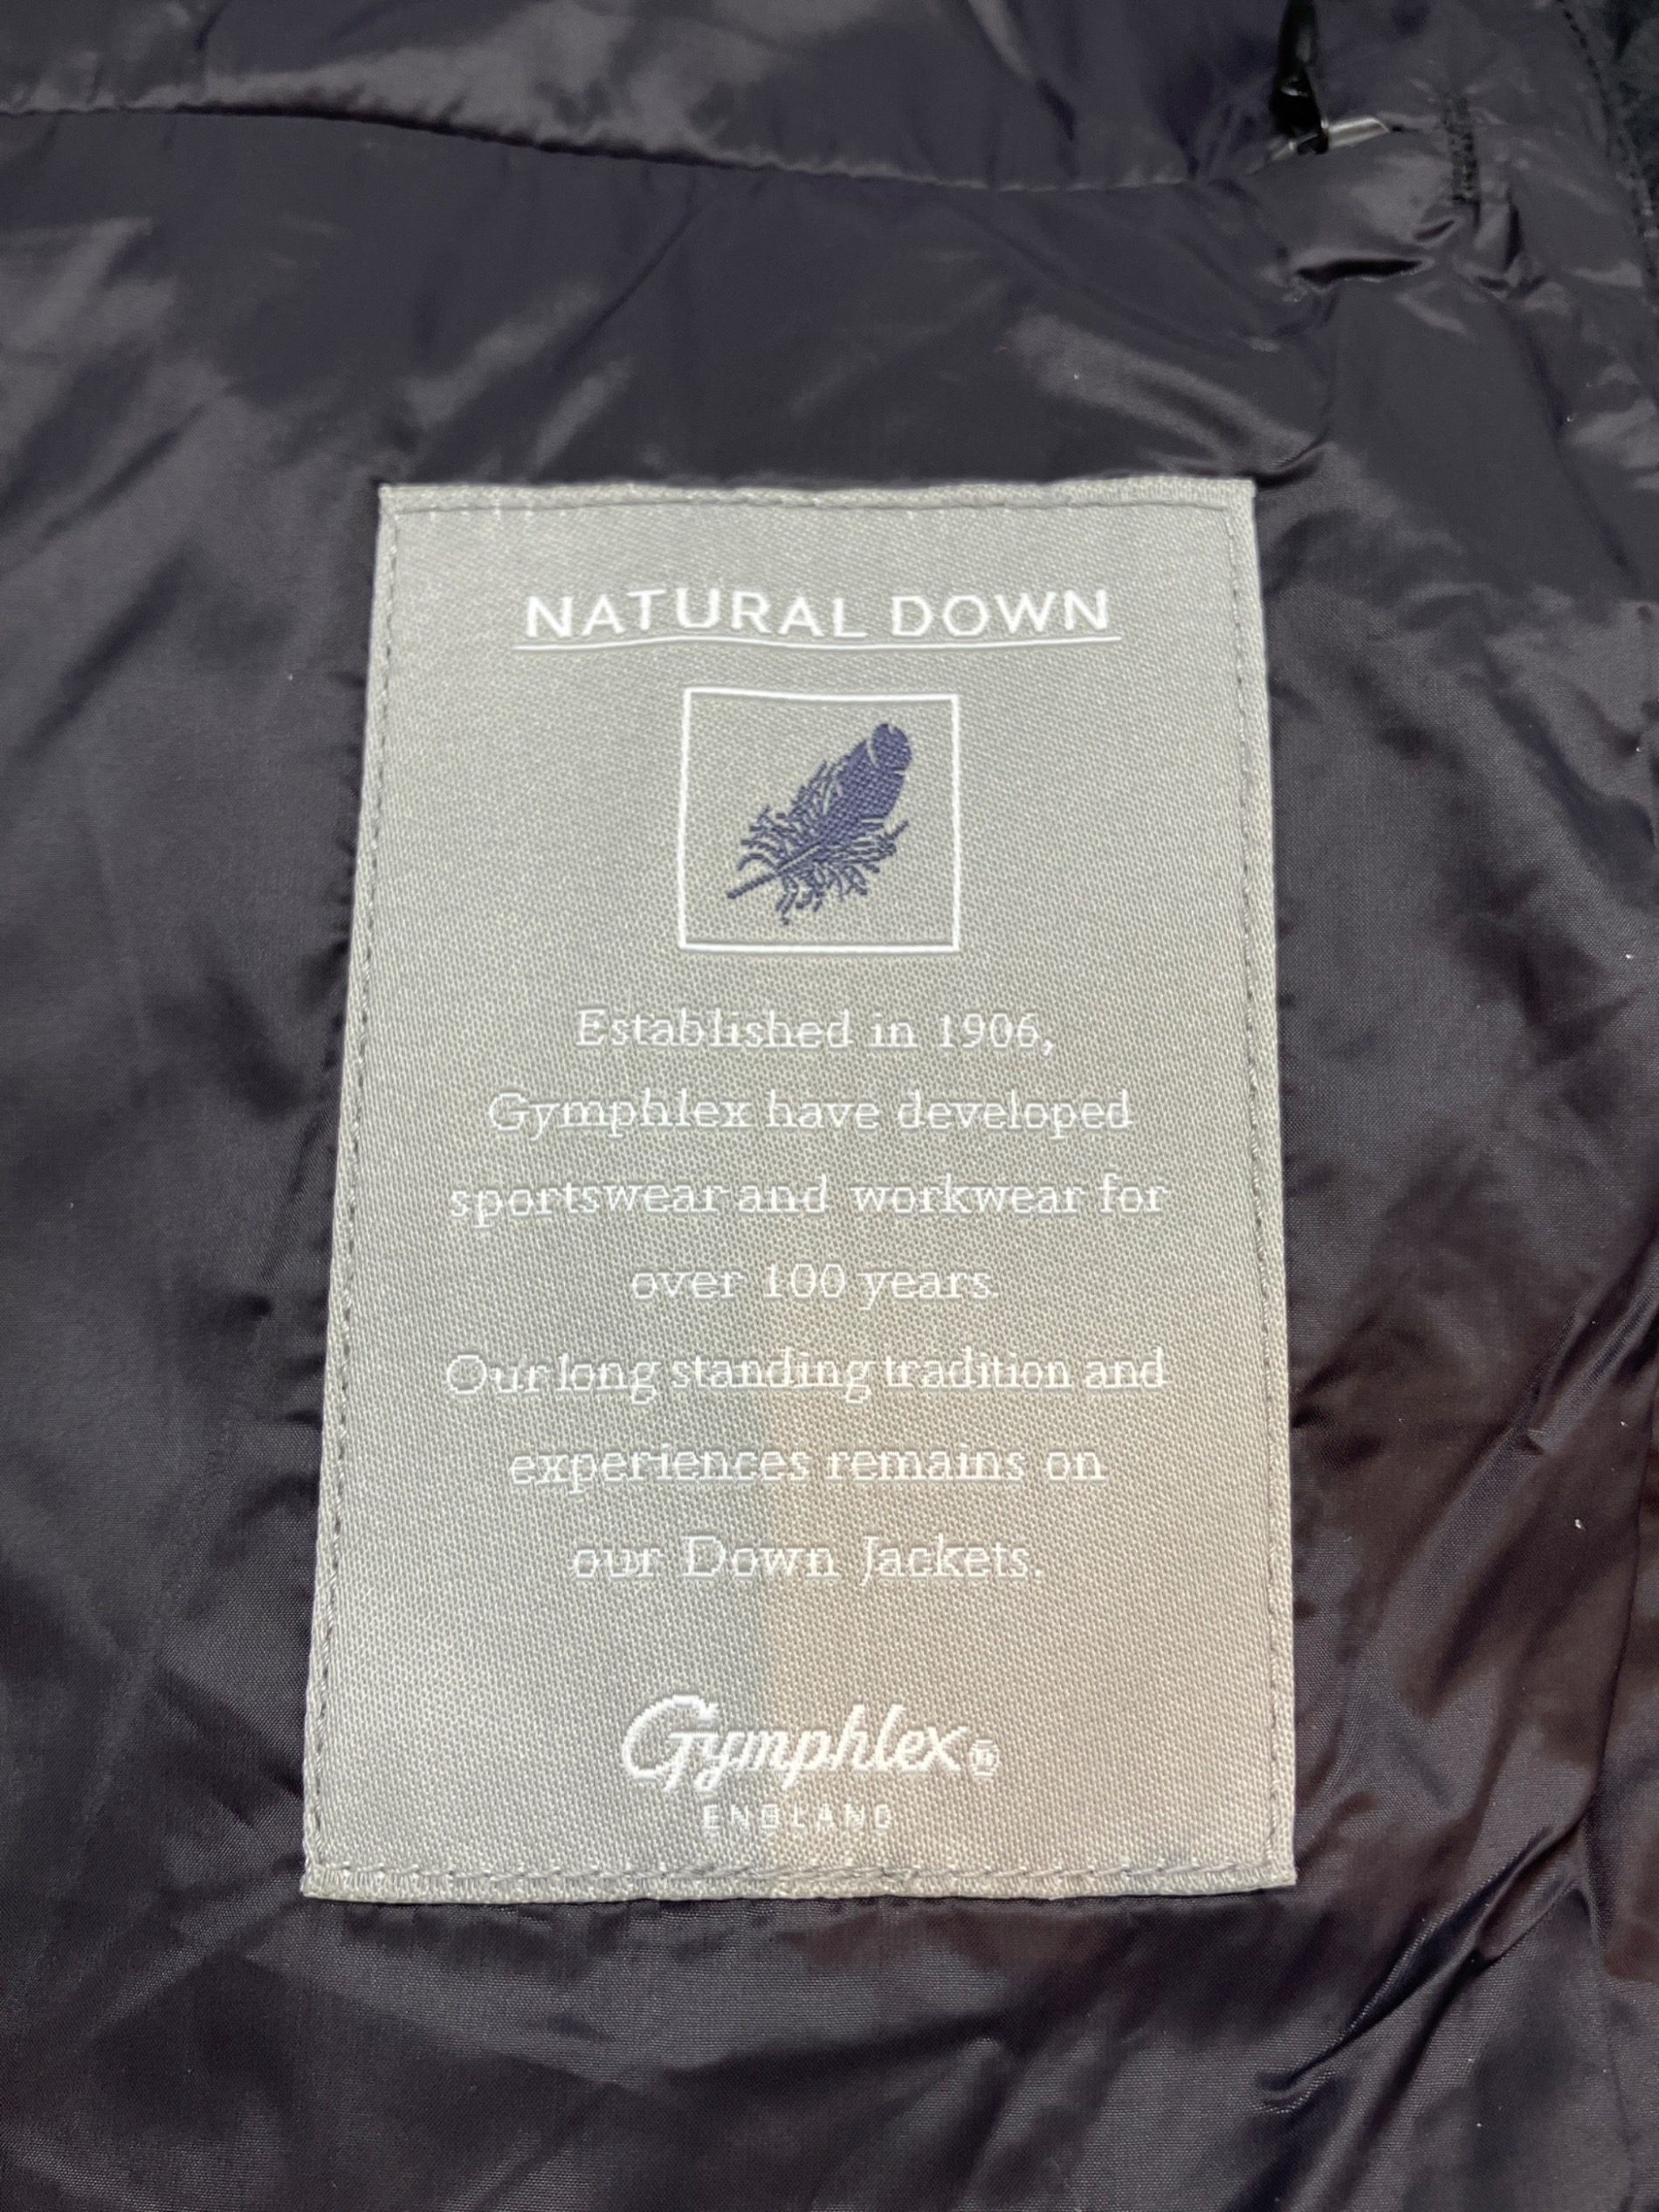 NATURAL DOWN
Established in 1906,
Gymphlex have developed
sportswear and workwear for
over 100 years.
Our long standing tradition and
experiences remains on
our Down Jackets.
Gymphlex®
ENGLAND